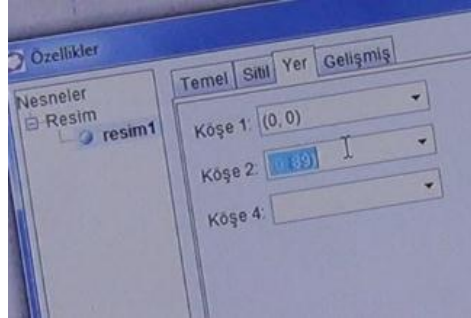 Özellikler
Nesneler
Resim
resim1
Temel Sitil Yer Gelişmiş
Köşe 1: (0, 0)
Köşe 2:
Köşe 4: